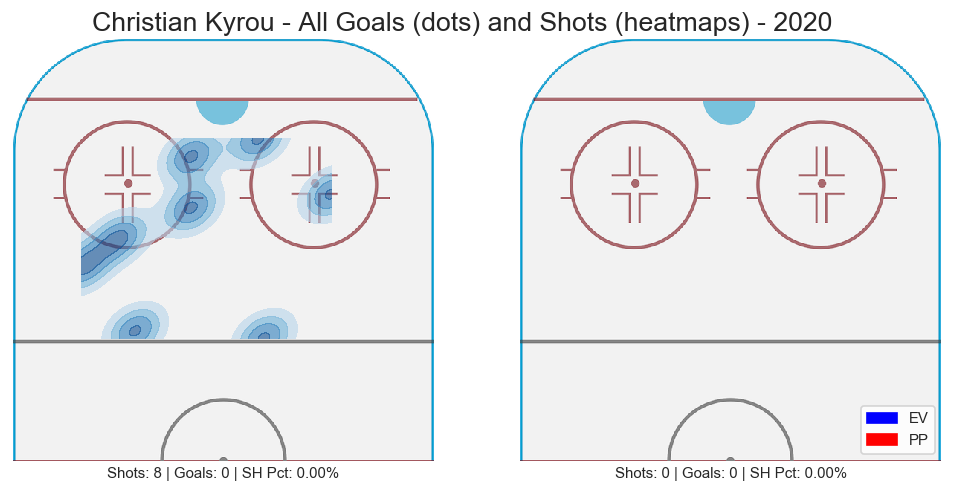 Christian Kyrou - All Goals (dots) and Shots (heatmaps) - 2020
EV
PP
Shots: 8 | Goals: 0 | SH Pct: 0.00%
Shots: 0 | Goals: 0 | SH Pct: 0.00%